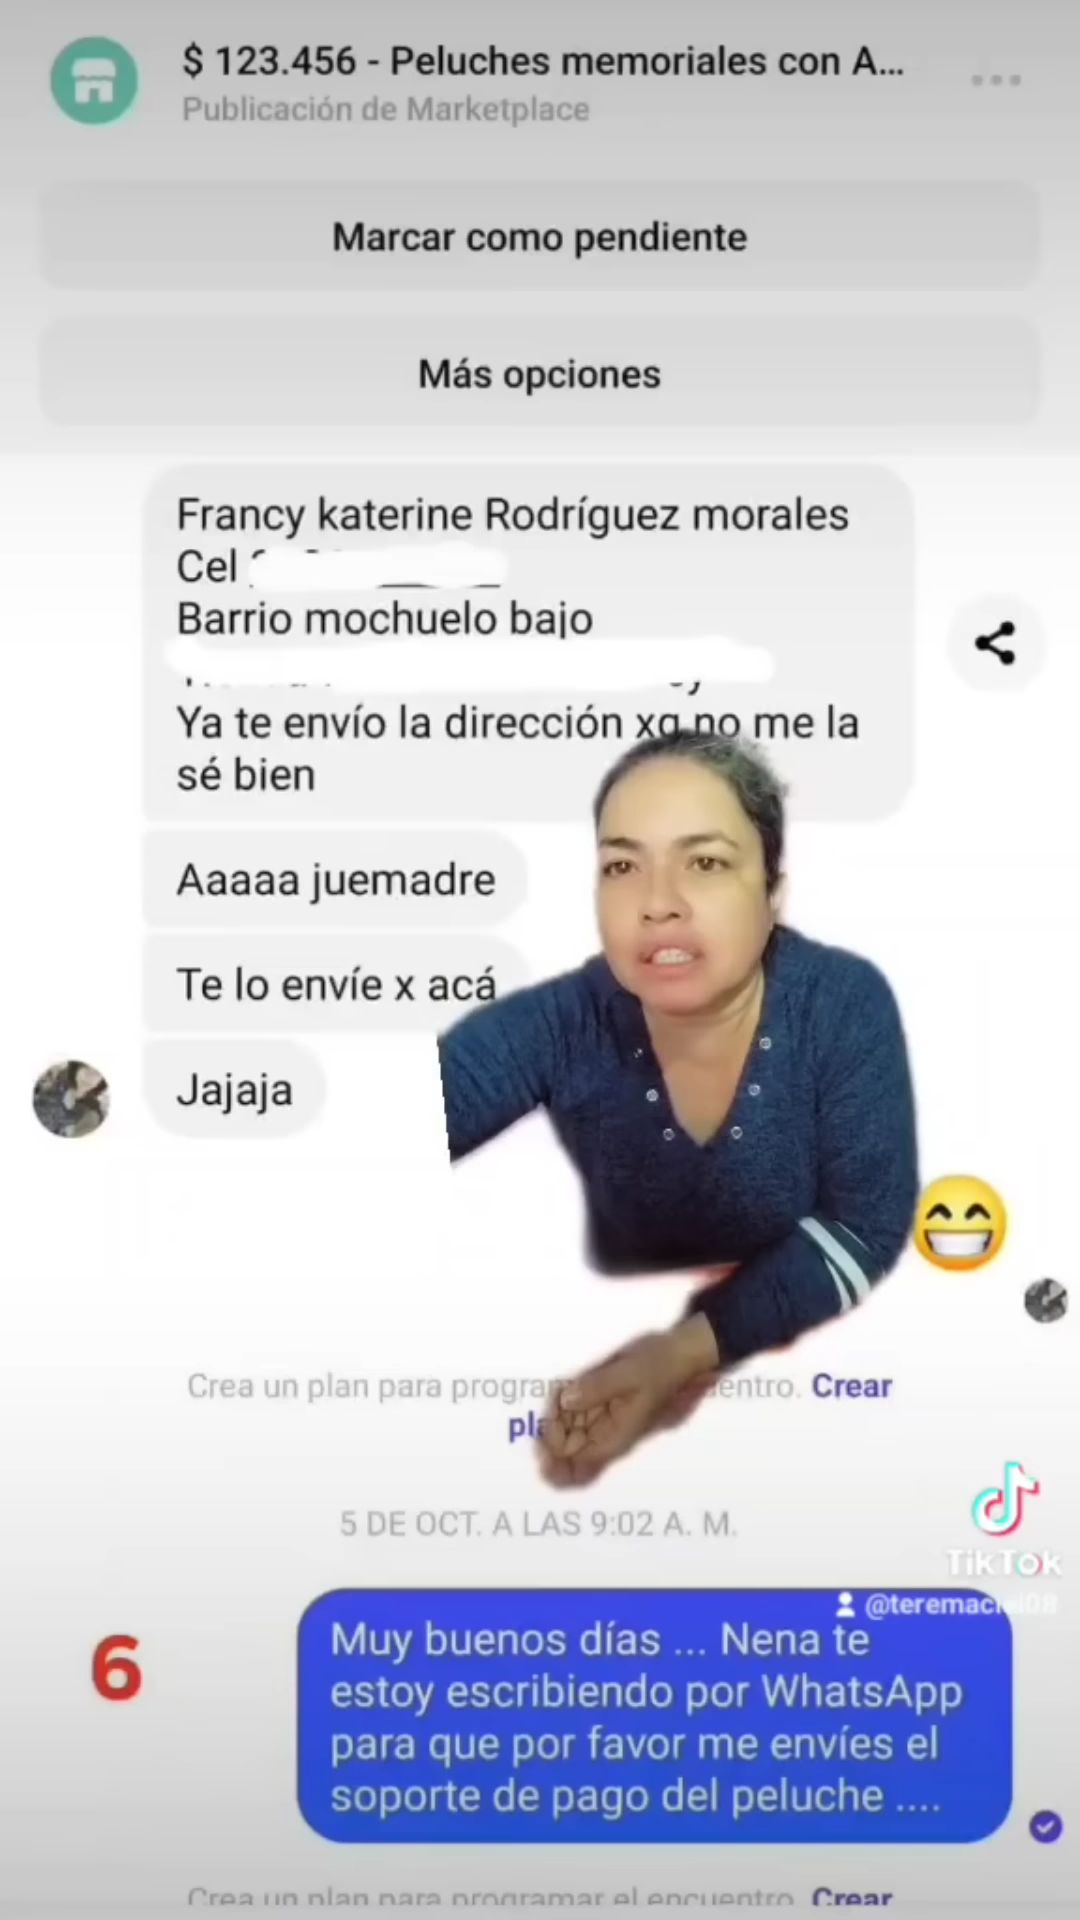 $ 123.456 - Peluches memoriales con A...
Publicación de Marketplace
Marcar como pendiente
Más opciones
Francy katerine Rodríguez morales
Cel
Barrio mochuelo bajo
Ya te envío la dirección xq no me la
sé bien
Aaaaa juemadre
Te lo envíe x acá
Jajaja
Crea un plan para
Crear
5 DE OCT. A LAS 9:02 A. M.
TikTok
6
Muy buenos días ... Nena te
estoy escribiendo por WhatsApp
para que por favor me envíes el
soporte de pago del peluche ....
Crea un plan para programar el encuentro. Crear